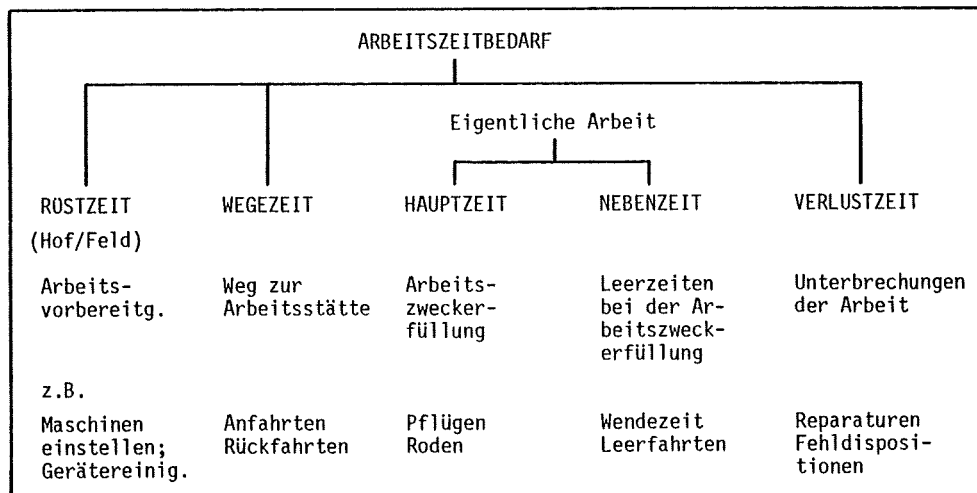 ARBEITSZEITBEDARF
Eigentliche Arbeit
RÜSTZEIT WEGEZEIT HAUPTZEIT NEBENZEIT VERLUSTZEIT
(Hof/Feld)
Arbeits- Weg zur Arbeits- Leerzeiten Unterbrechungen
vorbereitg. Arbeitsstätte zwecker- bei der Ar- der Arbeit
füllung beitszweck-
erfüllung
z.B.
Maschinen Anfahrten Pflügen Wendezeit Reparaturen
einstellen; Rückfahrten Roden Leerfahrten Fehldisposi-
Gerätereinig. tionen